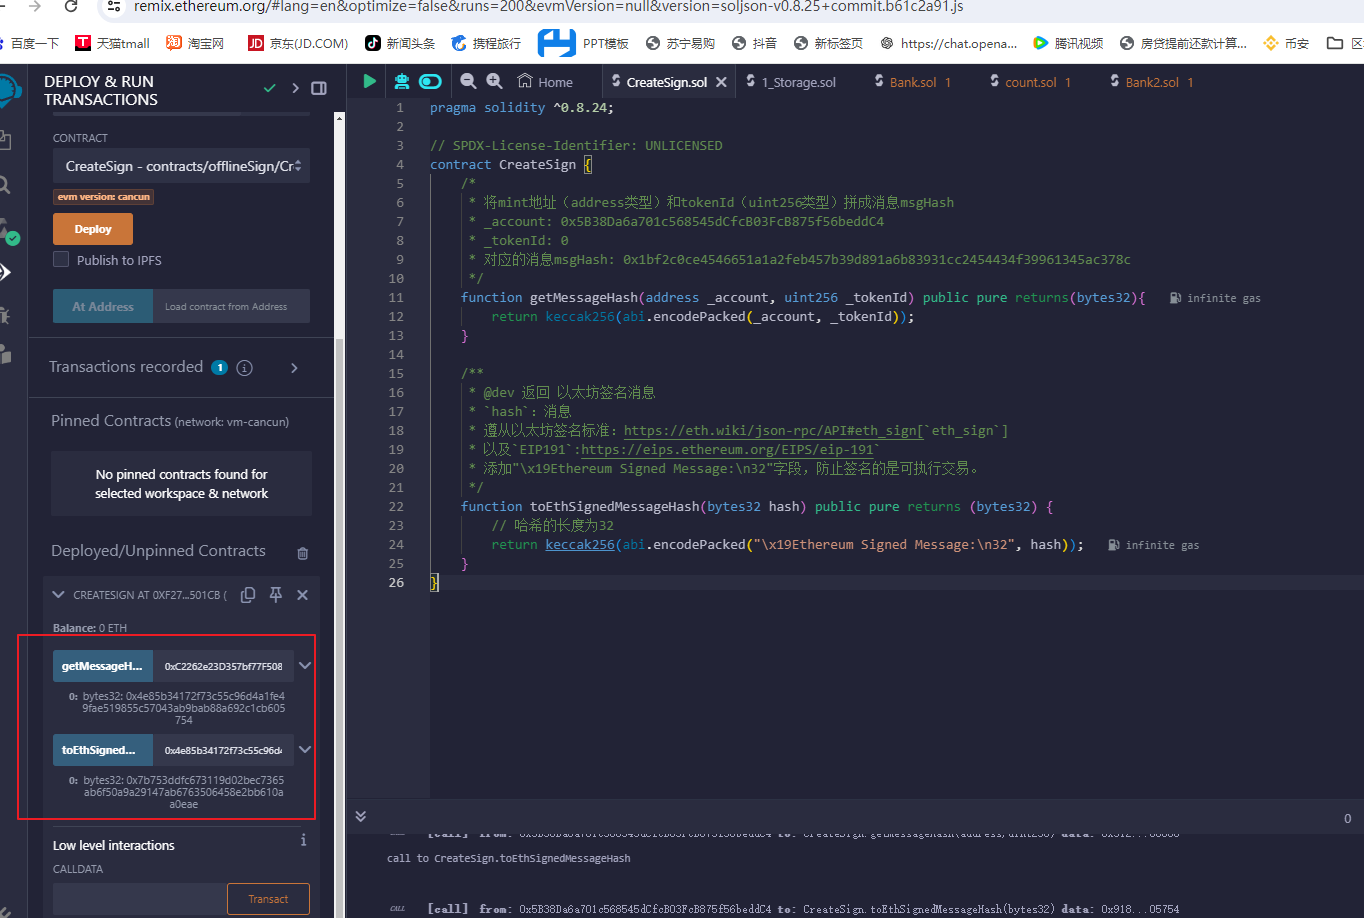 remix.ethereum.org/#lang=en&optimize=false&runs=200&evmVersion=null&version=soljson-v0.8.25+commit.b61c2a91.js
百度一下 天猫tmall 淘宝网 京东(JD.COM) 新闻头条 携程旅行 PPT模板 苏宁易购 抖音 新标签页 https://chat.opena... 腾讯视频 房贷提前还款计算... 币安
DEPLOY & RUN
TRANSACTIONS
CONTRACT
CreateSign - contracts/offlineSign/Cr
evm version: cancun
Deploy
Publish to IPFS
At Address Load contract from Address
Transactions recorded 1
Pinned Contracts (network: vm-cancun)
No pinned contracts found for
selected workspace & network
Deployed/Unpinned Contracts
CREATESIGN AT 0XF27...501CB (
Balance: 0 ETH
getMessageH... 0xC2262e23D357bf77F508
0: bytes32: 0x4e85b34172f73c55c96d4a1fe4
9fae519855c57043ab9bab88a692c1cb605
754
toEthSigned... 0x4e85b34172f73c55c96d4
0: bytes32: 0x7b753ddfc673119d02bec7365
ab6f50a9a29147ab6763506458e2bb610a
a0eae
Low level interactions
CALLDATA
Transact
Home CreateSign.sol 1_Storage.sol Bank.sol 1 count.sol 1 Bank2.sol 1
1 pragma solidity ^0.8.24;
2
3 // SPDX-License-Identifier: UNLICENSED
4 contract CreateSign {
5 /*
6 * 将mint地址（address类型）和tokenId（uint256类型）拼成消息msgHash
7 * _account: 0x5B38Da6a701c568545dCfcB03FcB875f56beddC4
8 * _tokenId: 0
9 * 对应的消息msgHash: 0x1bf2c0ce4546651a1a2feb457b39d891a6b83931cc2454434f39961345ac378c
10 */
11 function getMessageHash(address _account, uint256 _tokenId) public pure returns(bytes32){ infinite gas
12 return keccak256(abi.encodePacked(_account, _tokenId));
13 }
14
15 /**
16 * @dev 返回 以太坊签名消息
17 * `hash`：消息
18 * 遵从以太坊签名标准：https://eth.wiki/json-rpc/API#eth_sign[`eth_sign`]
19 * 以及`EIP191`:https://eips.ethereum.org/EIPS/eip-191`
20 * 添加"\x19Ethereum Signed Message:\n32"字段，防止签名的是可执行交易。
21 */
22 function toEthSignedMessageHash(bytes32 hash) public pure returns (bytes32) {
23 // 哈希的长度为32
24 return keccak256(abi.encodePacked("\x19Ethereum Signed Message:\n32", hash)); infinite gas
25 }
26 }
0
[call] from: 0x5B38Da6a701c568545dCfcB03FcB875f56beddC4 to: CreateSign.getMessageHash(address,uint256) data: 0x512...00000
call to CreateSign.toEthSignedMessageHash
CALL [call] from: 0x5B38Da6a701c568545dCfcB03FcB875f56beddC4 to: CreateSign.toEthSignedMessageHash(bytes32) data: 0x918...05754